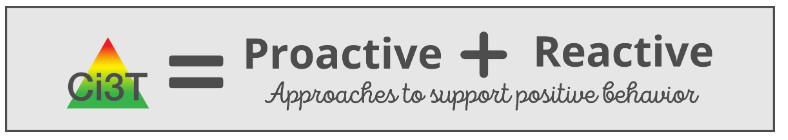 Ci3T = Proactive + Reactive
Approaches to support positive behavior